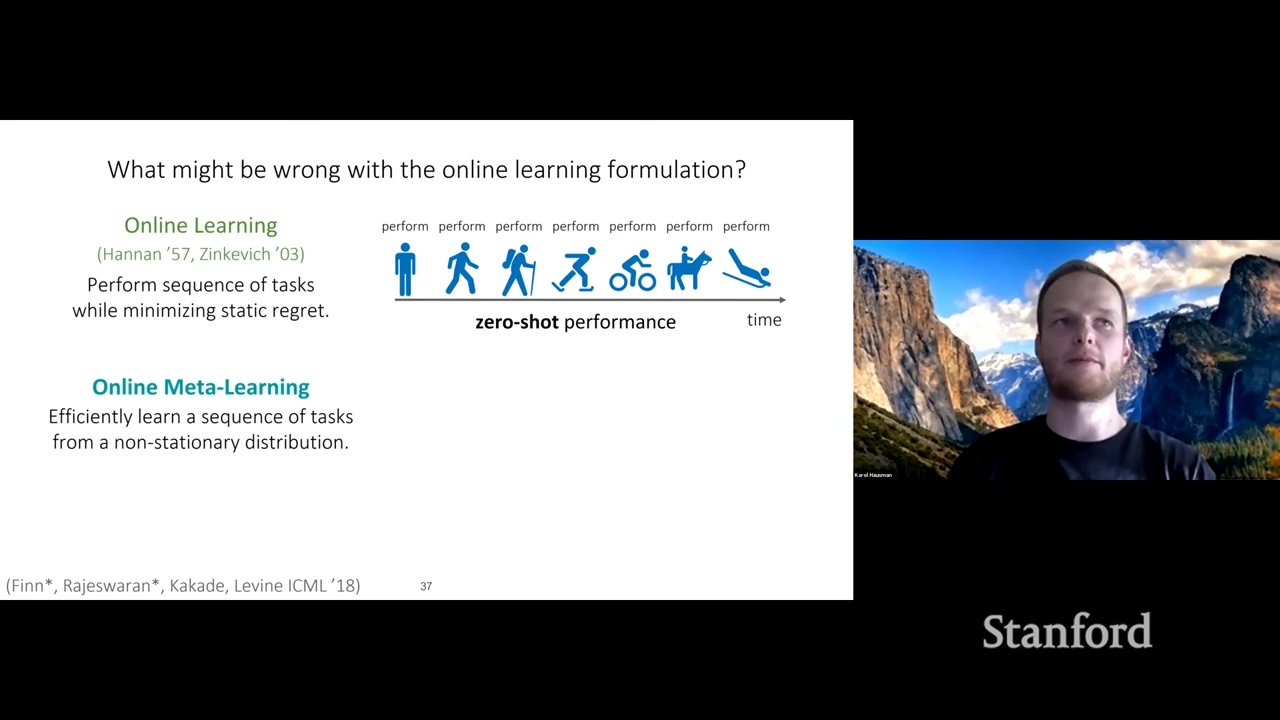 What might be wrong with the online learning formulation?
Online Learning
(Hannan ’57, Zinkevich ’03)
Perform sequence of tasks
while minimizing static regret.
perform perform perform perform perform perform perform
zero-shot performance
time
Online Meta-Learning
Efficiently learn a sequence of tasks
from a non-stationary distribution.
(Finn*, Rajeswaran*, Kakade, Levine ICML ’18)
37
Karol Hausman
Stanford